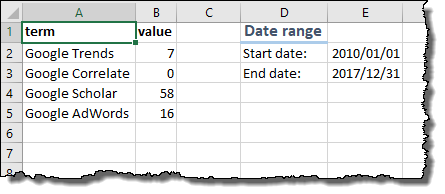 A B C D E
1 term value Date range
2 Google Trends 7 Start date: 2010/01/01
3 Google Correlate 0 End date: 2017/12/31
4 Google Scholar 58
5 Google AdWords 16
6
7
8